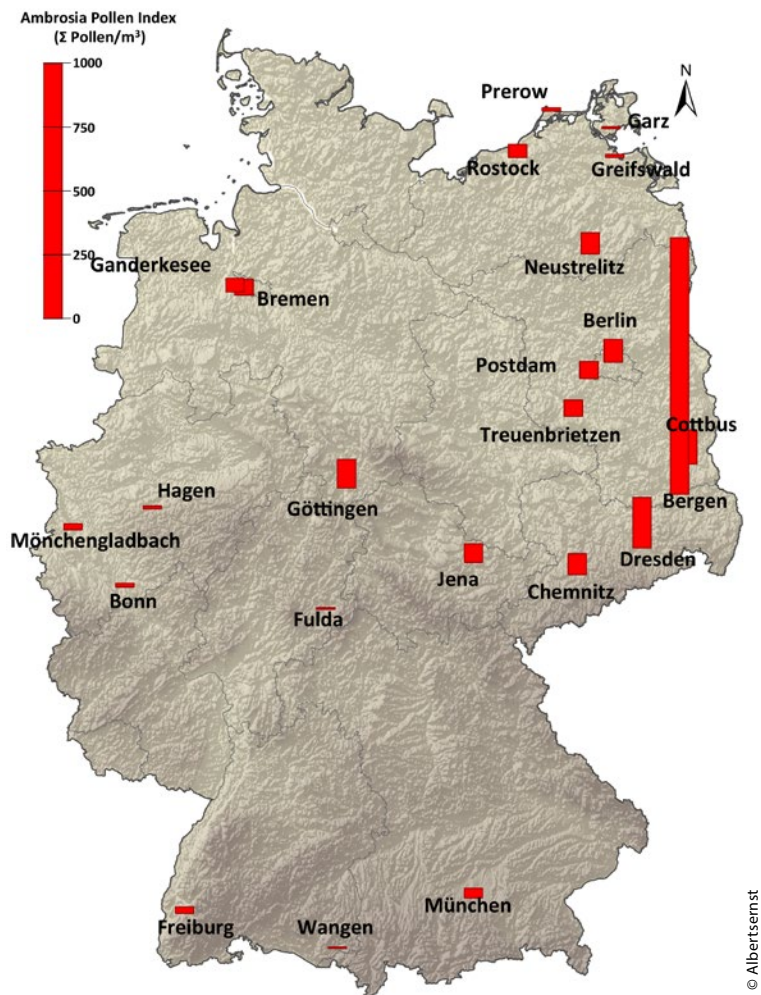 Ambrosia Pollen Index
(Σ Pollen/m³)
1000
750
500
250
0
N
Prerow
Garz
Rostock
Greifswald
Ganderkesee
Neustrelitz
Bremen
Berlin
Postdam
Treuenbrietzen
Cottbus
Hagen
Göttingen
Bergen
Mönchengladbach
Dresden
Jena
Chemnitz
Bonn
Fulda
München
Freiburg
Wangen
© Albertsernst